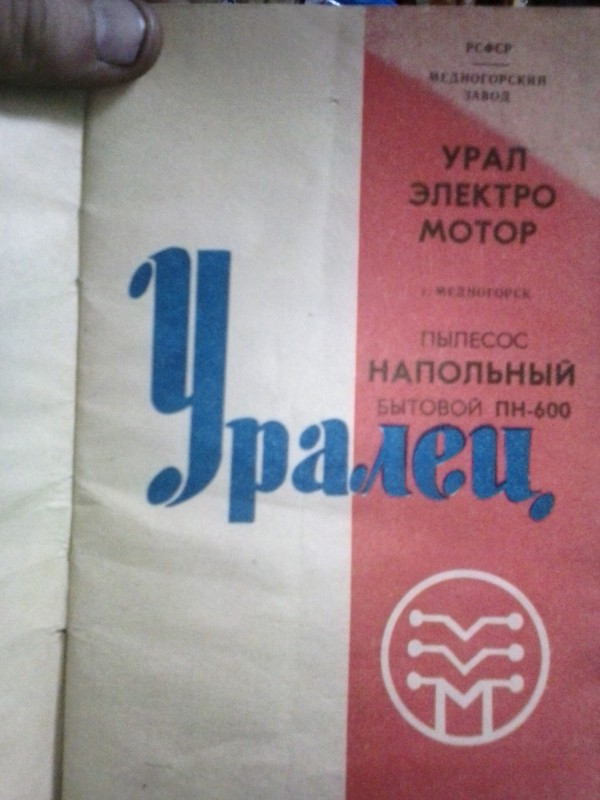 РСФСР
МЕДНОГОРСКИЙ
ЗАВОД
УРАЛ
ЭЛЕКТРО
МОТОР
г. МЕДНОГОРСК
ПЫЛЕСОС
НАПОЛЬНЫЙ
БЫТОВОЙ ПН-600
Уралец